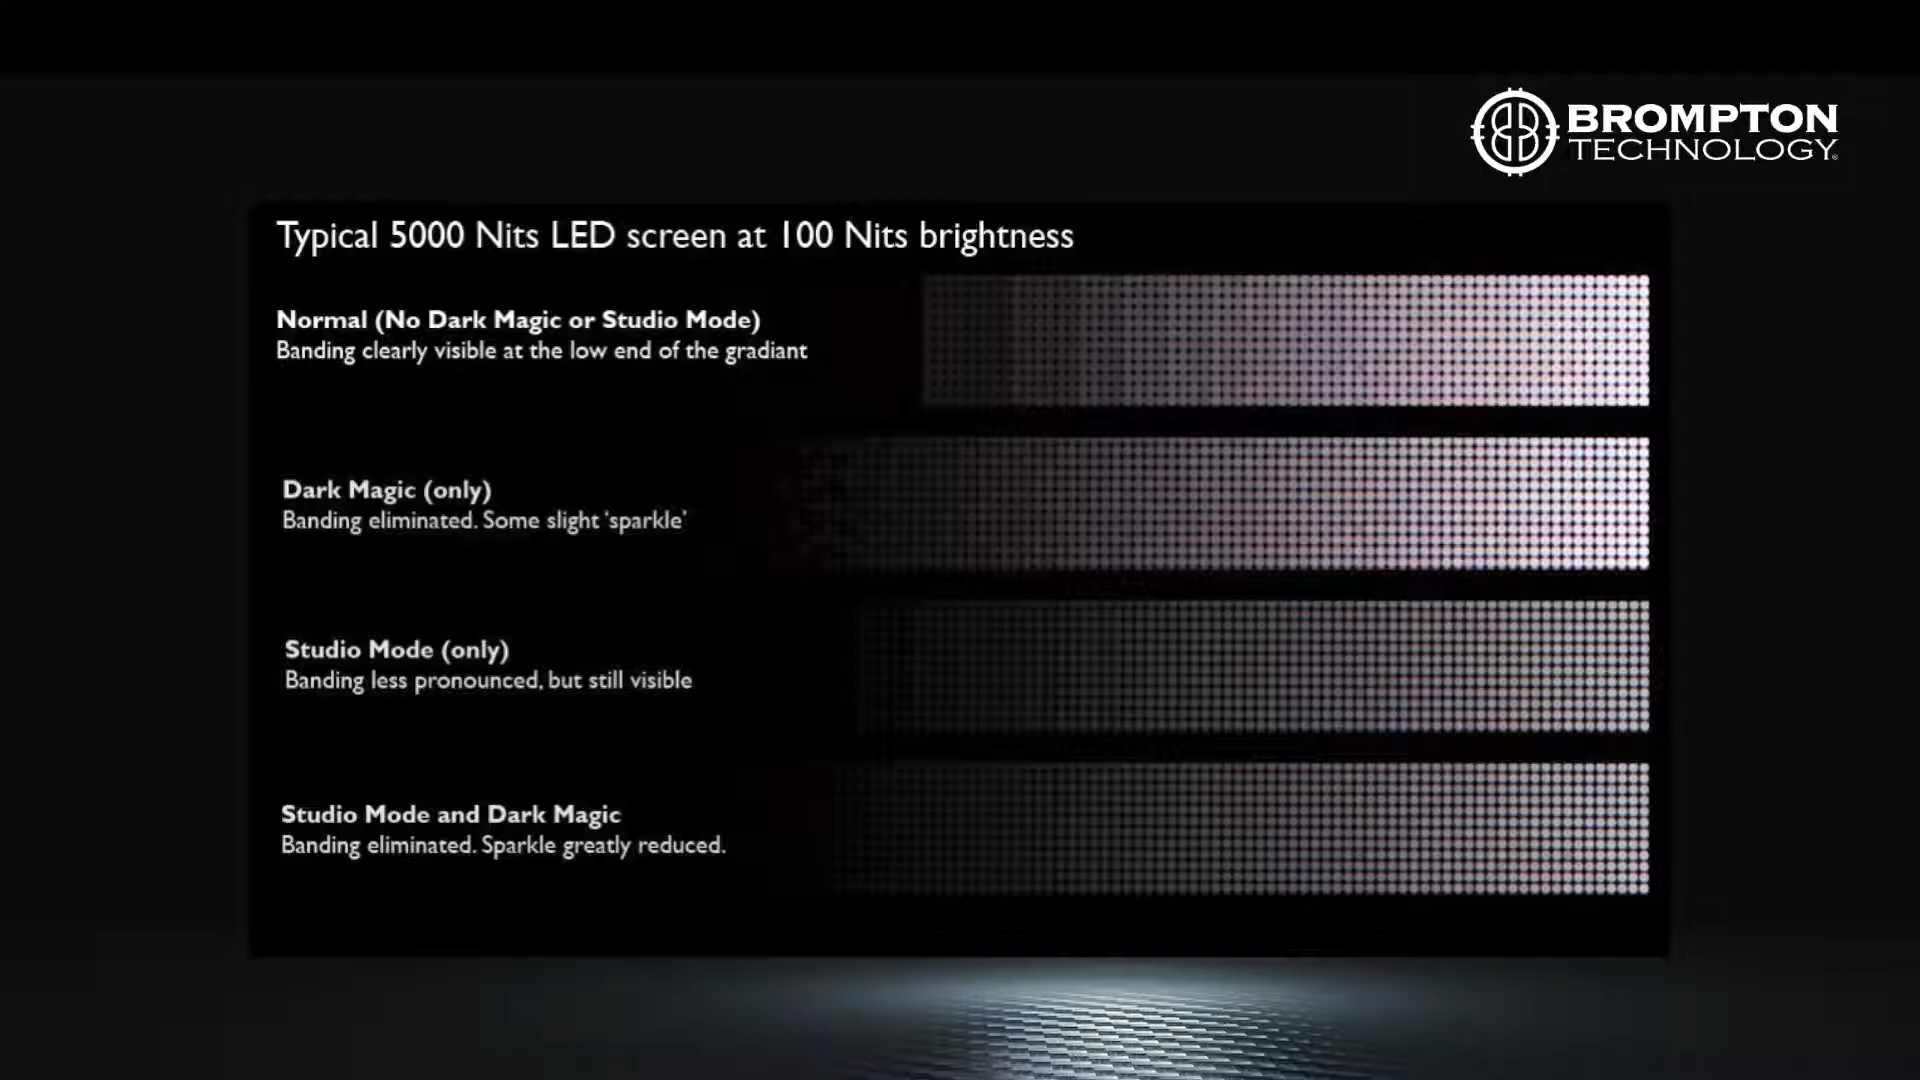 BROMPTON
TECHNOLOGY
Typical 5000 Nits LED screen at 100 Nits brightness
Normal (No Dark Magic or Studio Mode)
Banding clearly visible at the low end of the gradiant
Dark Magic (only)
Banding eliminated. Some slight ‘sparkle’
Studio Mode (only)
Banding less pronounced, but still visible
Studio Mode and Dark Magic
Banding eliminated. Sparkle greatly reduced.